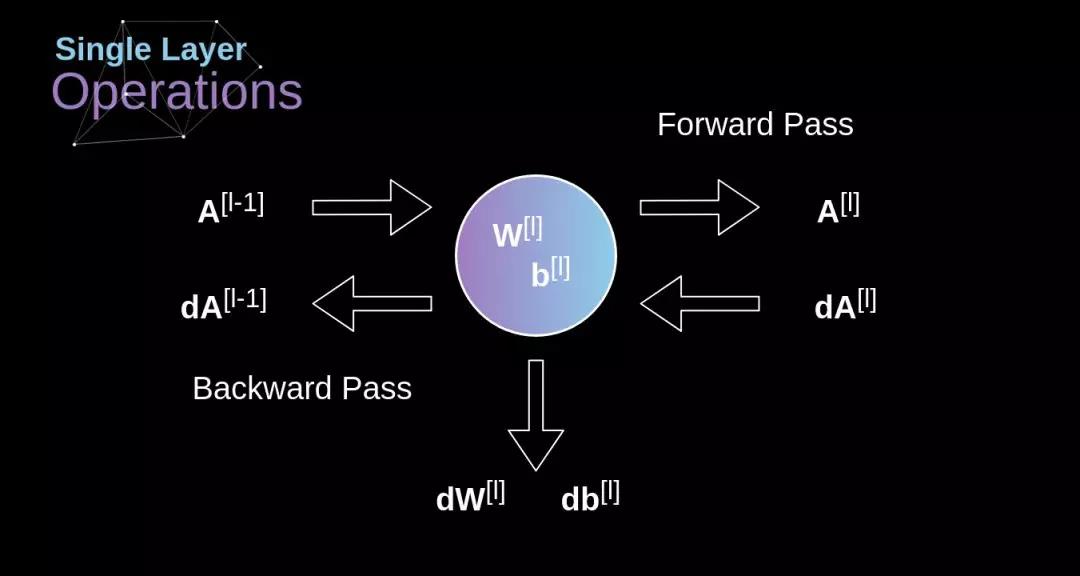 Single Layer
Operations
Forward Pass
A[l-1]
W[l]
b[l]
A[l]
dA[l-1]
dA[l]
Backward Pass
dW[l] db[l]